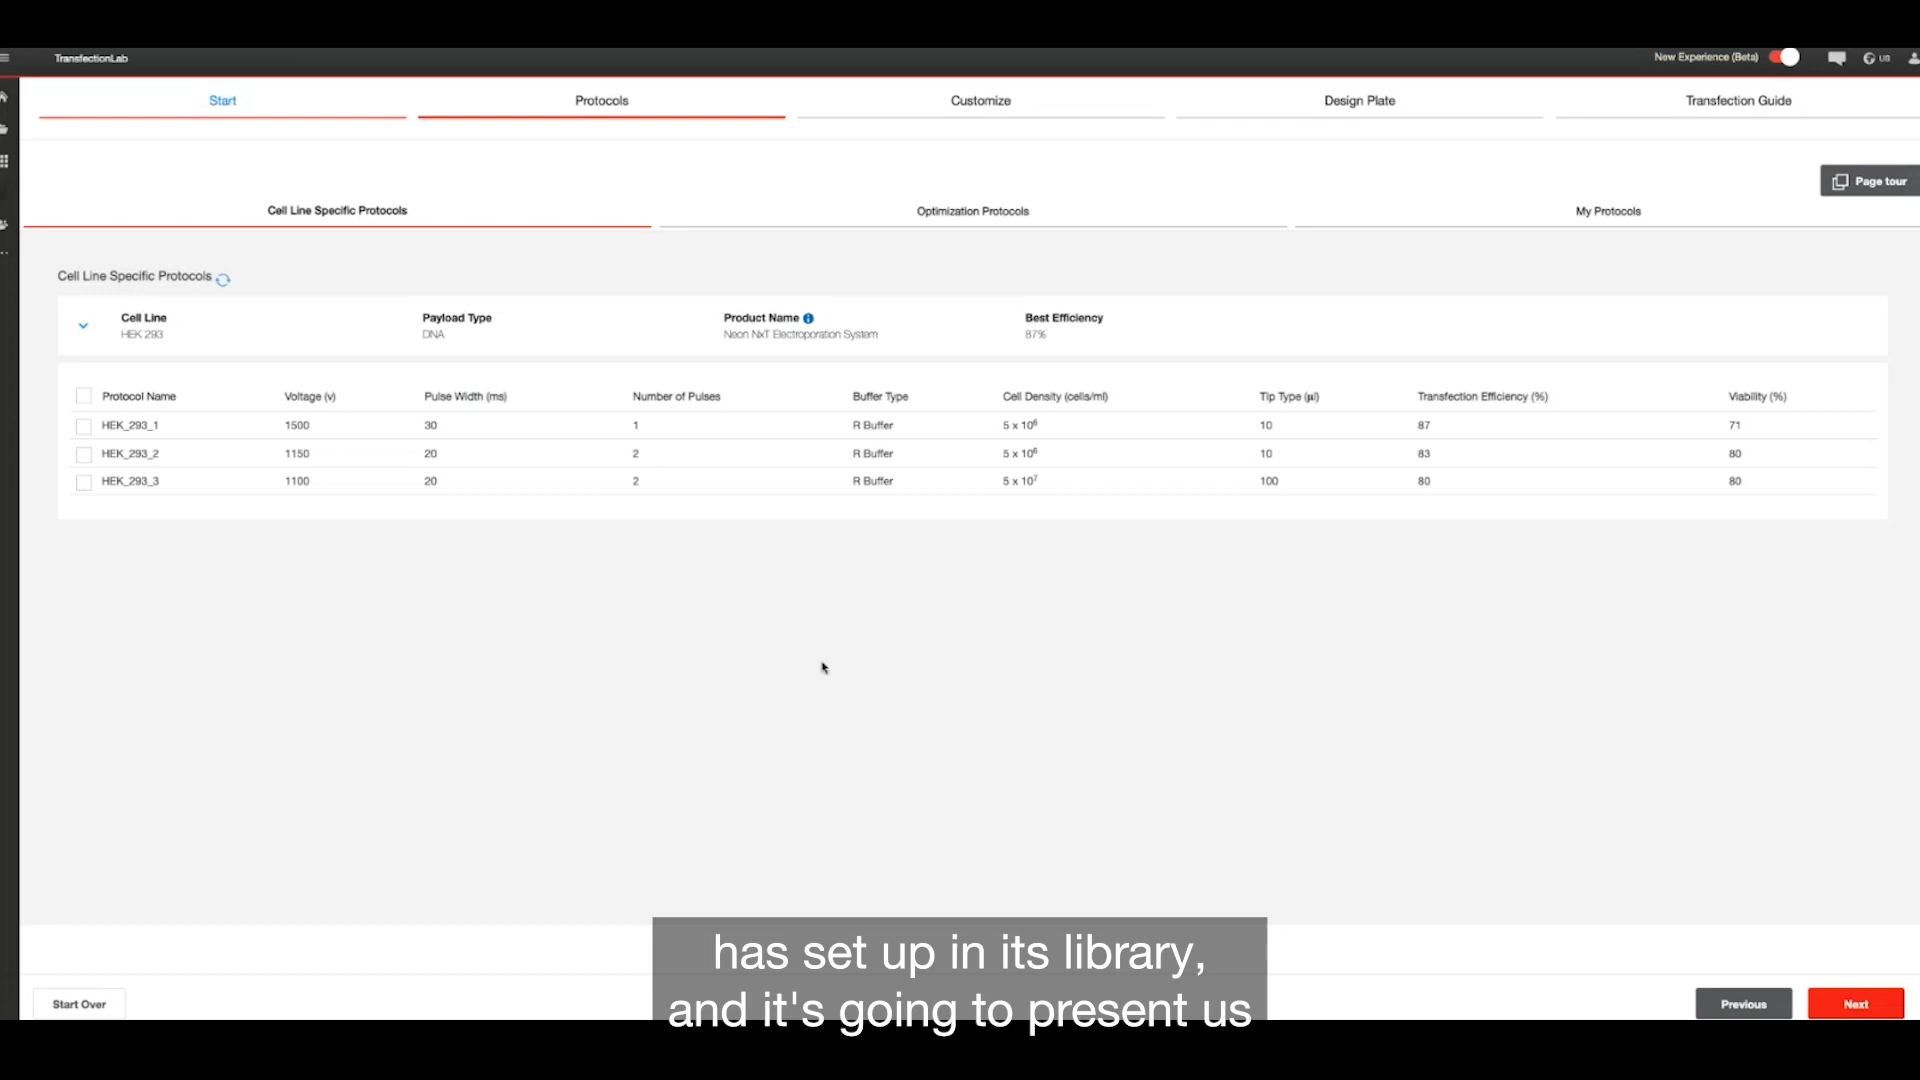 TransfectionLab
New Experience (Beta)
US
Start
Protocols
Customize
Design Plate
Transfection Guide
Page tour
Cell Line Specific Protocols
Optimization Protocols
My Protocols
Cell Line Specific Protocols
Cell Line
Payload Type
Product Name
Best Efficiency
HEK 293
DNA
Neon NxT Electroporation System
87%
Protocol Name Voltage (v) Pulse Width (ms) Number of Pulses Buffer Type Cell Density (cells/ml) Tip Type (µl) Transfection Efficiency (%) Viability (%)
HEK_293_1 1500 30 1 R Buffer 5 x 10⁶ 10 87 71
HEK_293_2 1150 20 2 R Buffer 5 x 10⁶ 10 83 80
HEK_293_3 1100 20 2 R Buffer 5 x 10⁷ 100 80 80
has set up in its library,
and it's going to present us
Start Over
Previous
Next